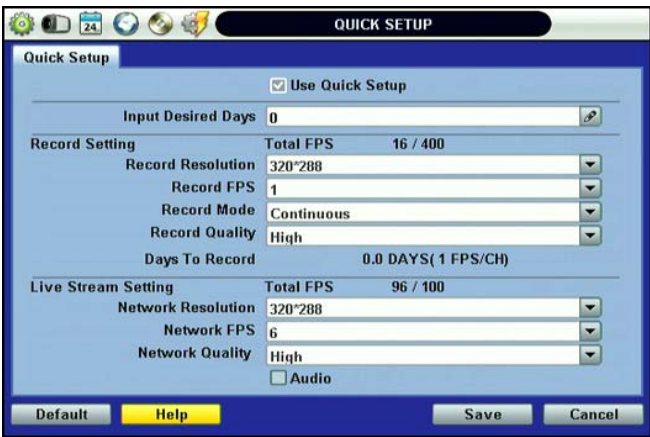 24
QUICK SETUP
Quick Setup
Use Quick Setup
Input Desired Days 0
Record Setting Total FPS 16 / 400
Record Resolution 320*288
Record FPS 1
Record Mode Continuous
Record Quality High
Days To Record 0.0 DAYS( 1 FPS/CH)
Live Stream Setting Total FPS 96 / 100
Network Resolution 320*288
Network FPS 6
Network Quality High
Audio
Default Help Save Cancel